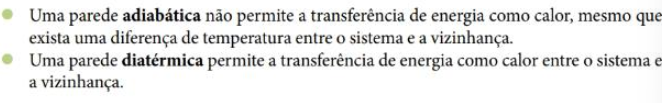 ● Uma parede adiabática não permite a transferência de energia como calor, mesmo que
exista uma diferença de temperatura entre o sistema e a vizinhança.
● Uma parede diatérmica permite a transferência de energia como calor entre o sistema e
a vizinhança.